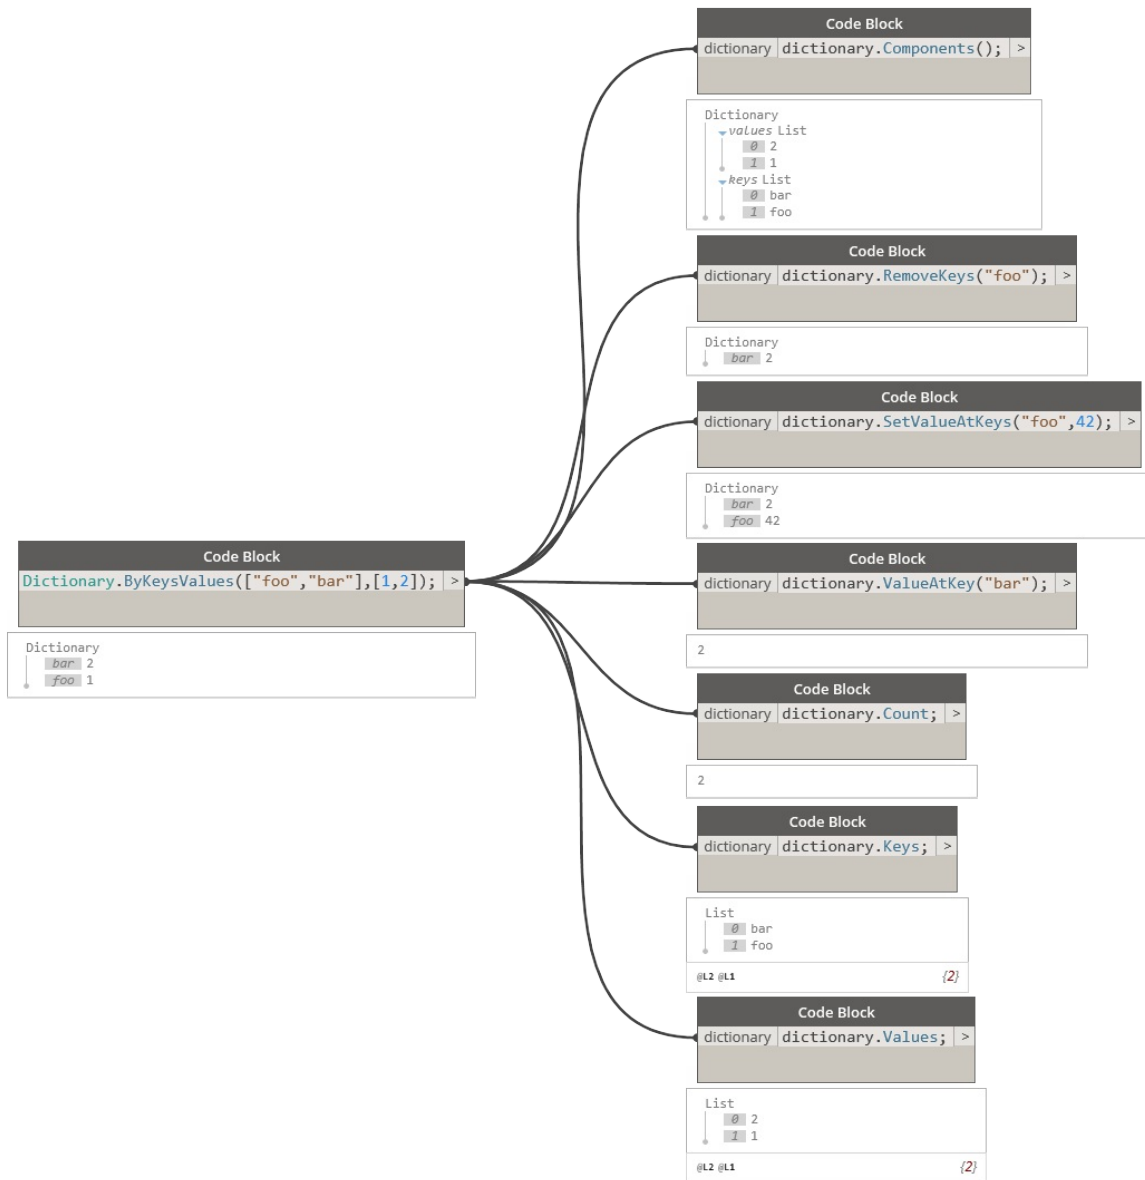 Code Block
dictionary dictionary.Components(); >
Dictionary
values List
0 2
1 1
keys List
0 bar
1 foo
Code Block
dictionary dictionary.RemoveKeys("foo"); >
Dictionary
bar 2
Code Block
dictionary dictionary.SetValueAtKeys("foo",42); >
Dictionary
bar 2
foo 42
Code Block
Dictionary.ByKeysValues(["foo","bar"],[1,2]); >
Dictionary
bar 2
foo 1
Code Block
dictionary dictionary.ValueAtKey("bar"); >
2
Code Block
dictionary dictionary.Count; >
2
Code Block
dictionary dictionary.Keys; >
List
0 bar
1 foo
@L2 @L1 {2}
Code Block
dictionary dictionary.Values; >
List
0 2
1 1
@L2 @L1 {2}